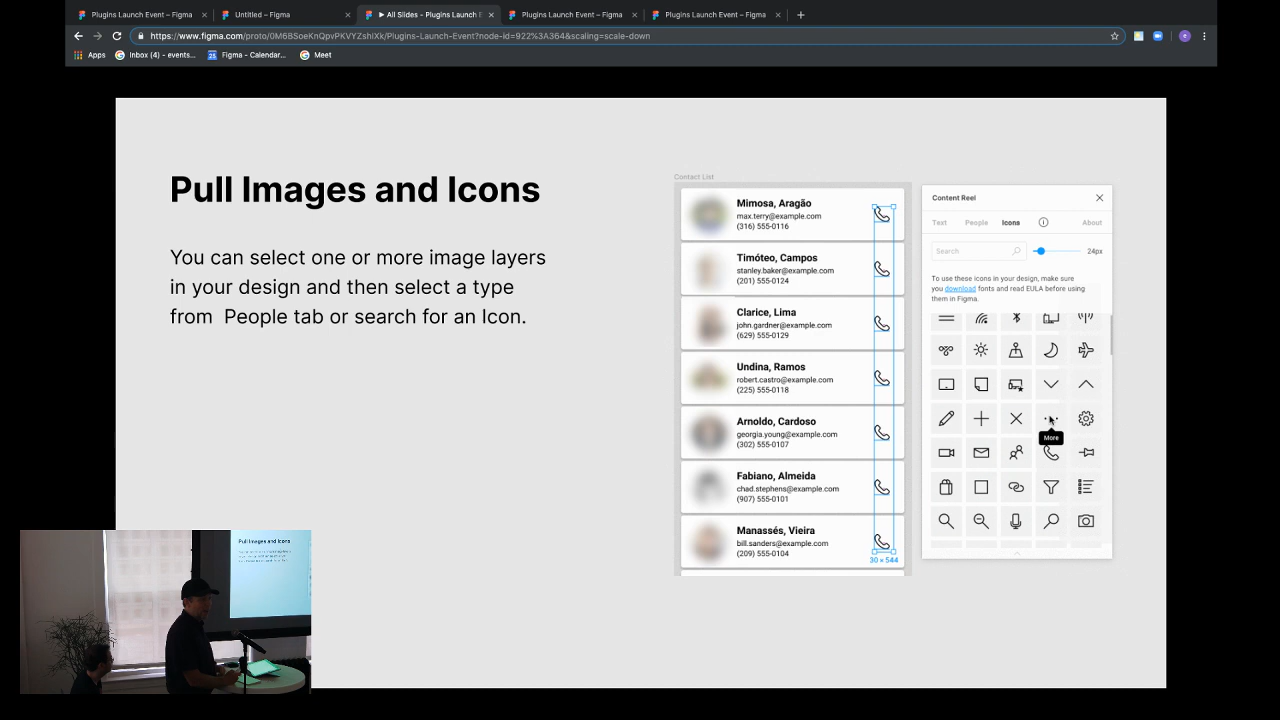 Plugins Launch Event – Figma
Untitled – Figma
▶ All Slides - Plugins Launch E
Plugins Launch Event – Figma
Plugins Launch Event – Figma
https://www.figma.com/proto/0M6BSoeKnQpvPKVYZshIXk/Plugins-Launch-Event?node-id=922%3A364&scaling=scale-down
e
Apps
Inbox (4) - events...
31
Figma - Calendar...
Meet
Pull Images and Icons
You can select one or more image layers
in your design and then select a type
from People tab or search for an Icon.
Contact List
Mimosa, Aragão
max.terry@example.com
(316) 555-0116
Timóteo, Campos
stanley.baker@example.com
(201) 555-0124
Clarice, Lima
john.gardner@example.com
(629) 555-0129
Undina, Ramos
robert.castro@example.com
(225) 555-0118
Arnoldo, Cardoso
georgia.young@example.com
(302) 555-0107
Fabiano, Almeida
chad.stephens@example.com
(907) 555-0101
Manassés, Vieira
bill.sanders@example.com
(209) 555-0104
30 × 544
Content Reel
Text
People
Icons
About
Search
24px
To use these icons in your design, make sure
you download fonts and read EULA before using
them in Figma.
More
Pull Images and Icons